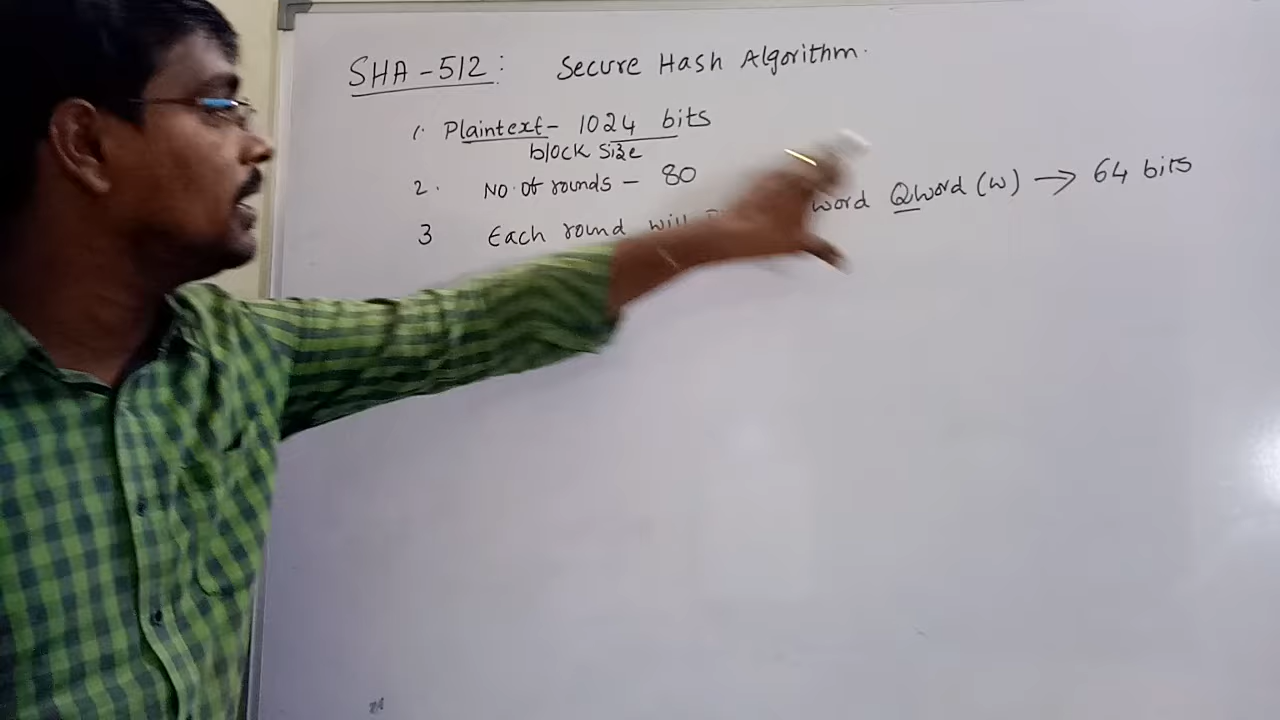 SHA-512: Secure Hash Algorithm.
1. Plaintext- 1024 bits
block size
2. No. of rounds - 80
3 Each round will word Qword (w) → 64 bits